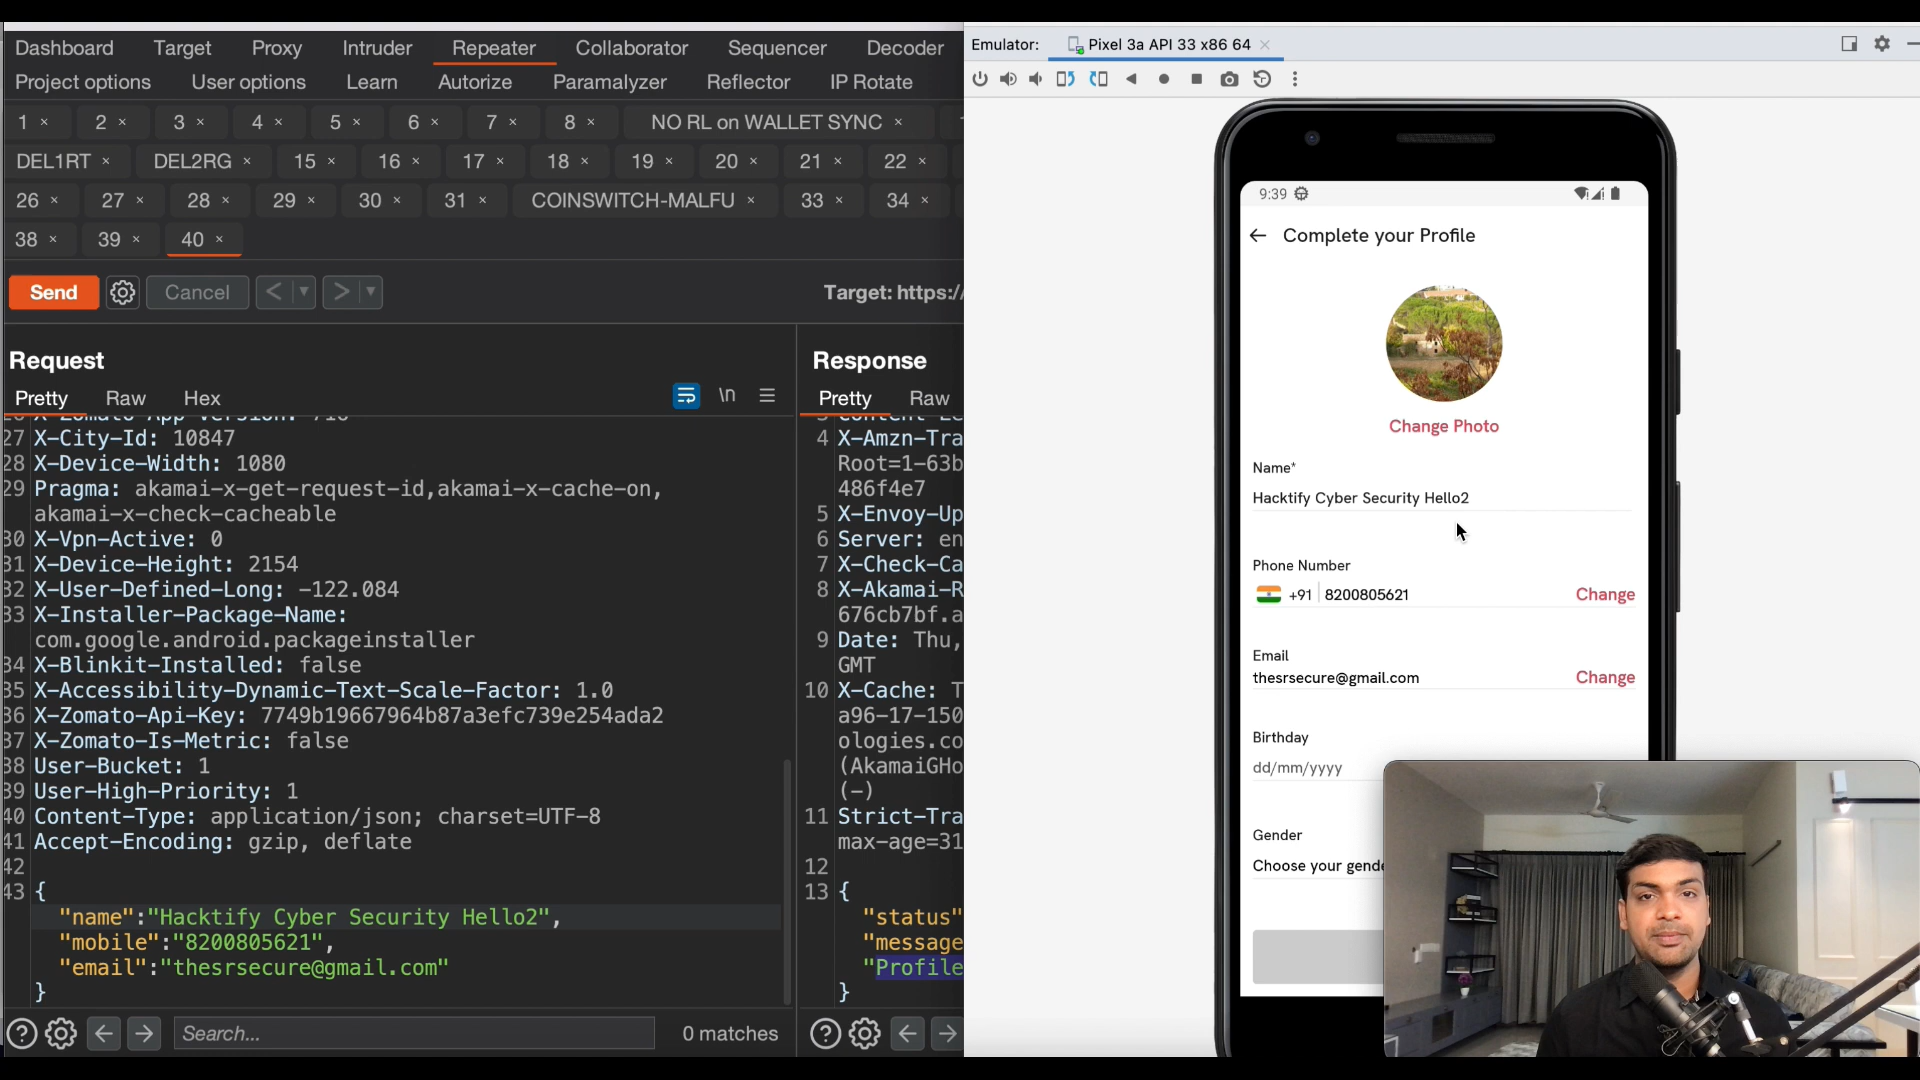 Dashboard Target Proxy Intruder Repeater Collaborator Sequencer Decoder
Project options User options Learn Autorize Paramalyzer Reflector IP Rotate
1 × 2 × 3 × 4 × 5 × 6 × 7 × 8 × NO RL on WALLET SYNC ×
DEL1RT × DEL2RG × 15 × 16 × 17 × 18 × 19 × 20 × 21 × 22 ×
26 × 27 × 28 × 29 × 30 × 31 × COINSWITCH-MALFU × 33 × 34 ×
38 × 39 × 40 ×
Send Cancel < > Target: https:/
Request
Pretty Raw Hex \n
27 X-City-Id: 10847
28 X-Device-Width: 1080
29 Pragma: akamai-x-get-request-id,akamai-x-cache-on,
akamai-x-check-cacheable
30 X-Vpn-Active: 0
31 X-Device-Height: 2154
32 X-User-Defined-Long: -122.084
33 X-Installer-Package-Name:
com.google.android.packageinstaller
34 X-Blinkit-Installed: false
35 X-Accessibility-Dynamic-Text-Scale-Factor: 1.0
36 X-Zomato-Api-Key: 7749b19667964b87a3efc739e254ada2
37 X-Zomato-Is-Metric: false
38 User-Bucket: 1
39 User-High-Priority: 1
40 Content-Type: application/json; charset=UTF-8
41 Accept-Encoding: gzip, deflate
42
43 {
"name":"Hacktify Cyber Security Hello2",
"mobile":"8200805621",
"email":"thesrsecure@gmail.com"
}
Search... 0 matches
Response
Pretty Raw
4 X-Amzn-Tra
Root=1-63b
486f4e7
5 X-Envoy-Up
6 Server: en
7 X-Check-Ca
8 X-Akamai-R
676cb7bf.a
9 Date: Thu,
GMT
10 X-Cache: T
a96-17-150
ologies.co
(AkamaiGHo
(-)
11 Strict-Tra
max-age=31
12
13 {
"status"
"message
"Profile
}
Emulator: Pixel 3a API 33 x86 64 ×
9:39
Complete your Profile
Change Photo
Name*
Hacktify Cyber Security Hello2
Phone Number
+91 8200805621 Change
Email
thesrsecure@gmail.com Change
Birthday
dd/mm/yyyy
Gender
Choose your gende